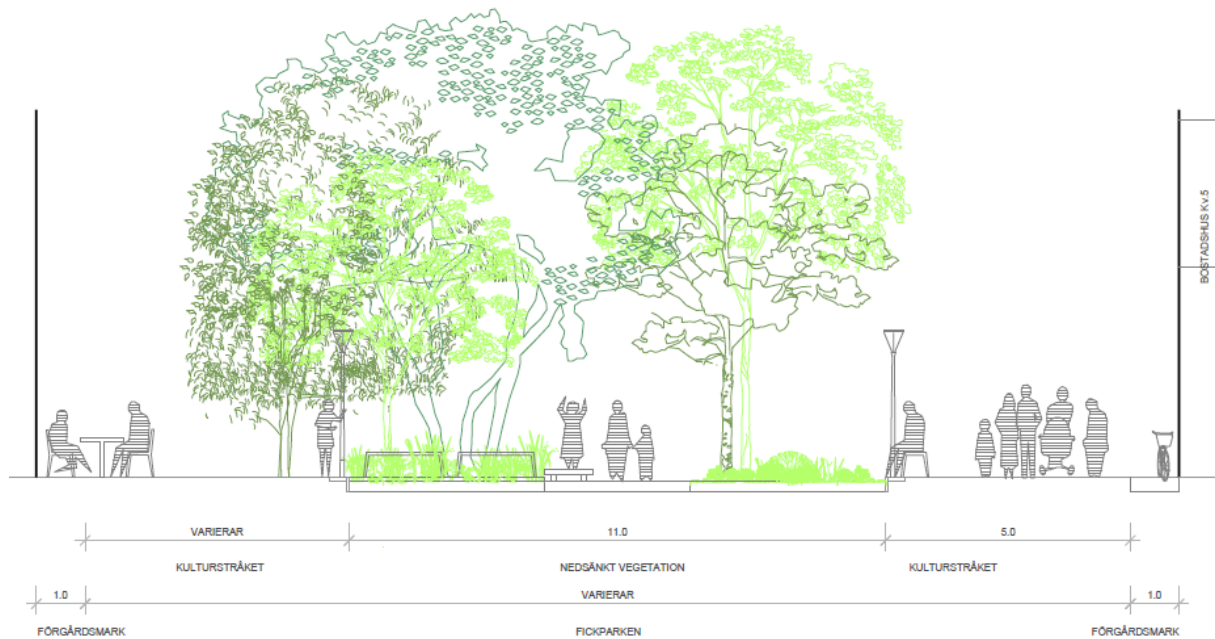 BOSTADSHUS Kv.5
VARIERAR 11.0 5.0
KULTURSTRÅKET NEDSÄNKT VEGETATION KULTURSTRÅKET
1.0 VARIERAR 1.0
FÖRGÅRDSMARK FICKPARKEN FÖRGÅRDSMARK